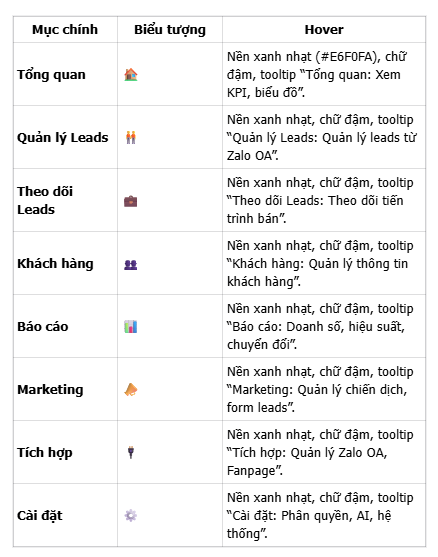 Mục chính Biểu tượng Hover
Tổng quan
Nền xanh nhạt (#E6F0FA), chữ
đậm, tooltip “Tổng quan: Xem
KPI, biểu đồ”.
Quản lý Leads
Nền xanh nhạt, chữ đậm, tooltip
“Quản lý Leads: Quản lý leads từ
Zalo OA”.
Theo dõi
Leads
Nền xanh nhạt, chữ đậm, tooltip
“Theo dõi Leads: Theo dõi tiến
trình bán”.
Khách hàng
Nền xanh nhạt, chữ đậm, tooltip
“Khách hàng: Quản lý thông tin
khách hàng”.
Báo cáo
Nền xanh nhạt, chữ đậm, tooltip
“Báo cáo: Doanh số, hiệu suất,
chuyển đổi”.
Marketing
Nền xanh nhạt, chữ đậm, tooltip
“Marketing: Quản lý chiến dịch,
form leads”.
Tích hợp
Nền xanh nhạt, chữ đậm, tooltip
“Tích hợp: Quản lý Zalo OA,
Fanpage”.
Cài đặt
Nền xanh nhạt, chữ đậm, tooltip
“Cài đặt: Phân quyền, AI, hệ
thống”.